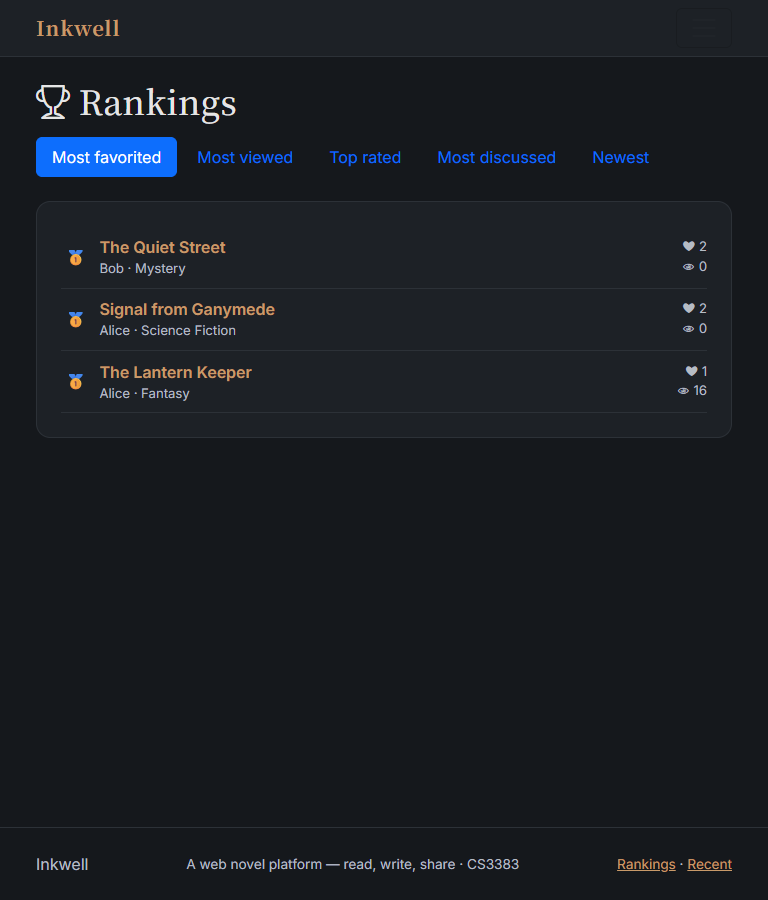 Inkwell
Rankings
Most favorited Most viewed Top rated Most discussed Newest
The Quiet Street
Bob · Mystery
2
0
Signal from Ganymede
Alice · Science Fiction
2
0
The Lantern Keeper
Alice · Fantasy
1
16
Inkwell A web novel platform — read, write, share · CS3383 Rankings · Recent